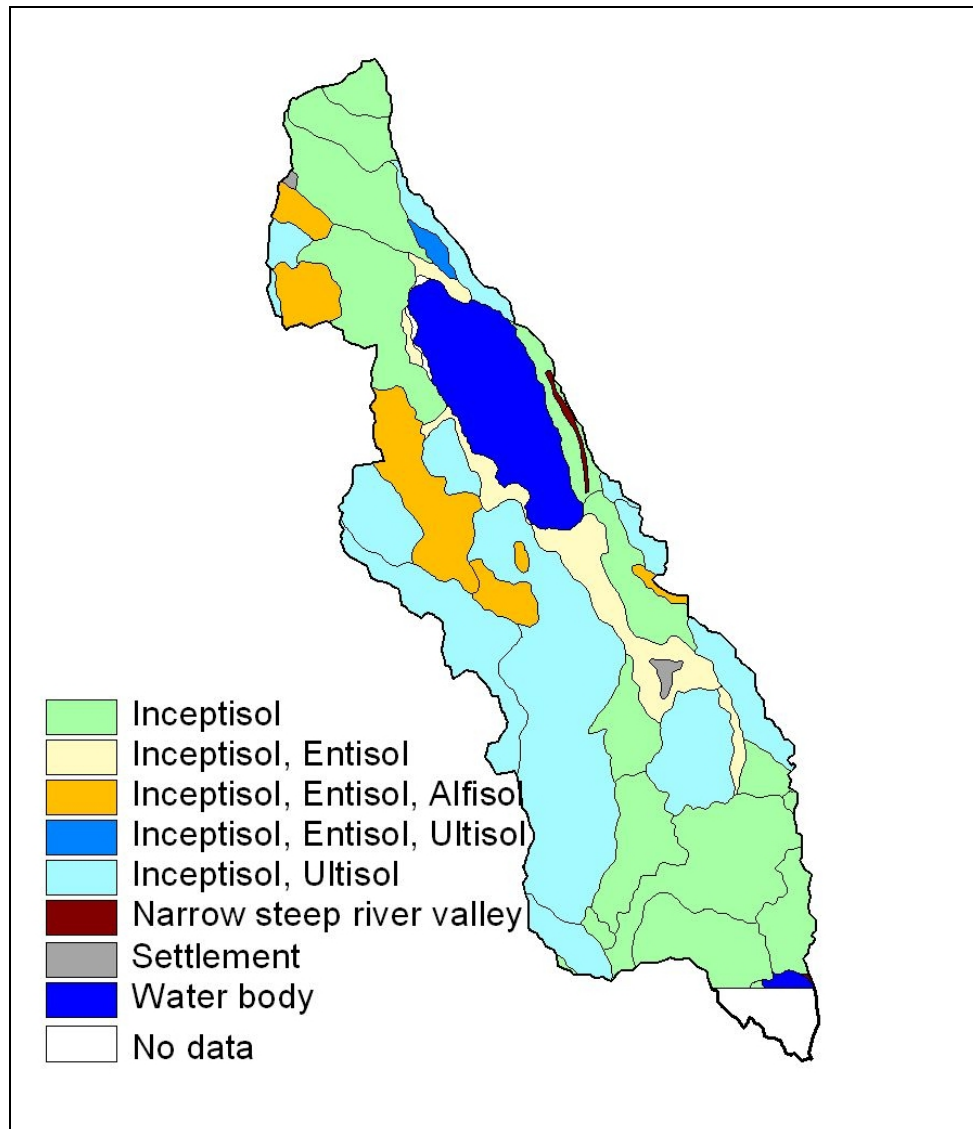 Inceptisol
Inceptisol, Entisol
Inceptisol, Entisol, Alfisol
Inceptisol, Entisol, Ultisol
Inceptisol, Ultisol
Narrow steep river valley
Settlement
Water body
No data